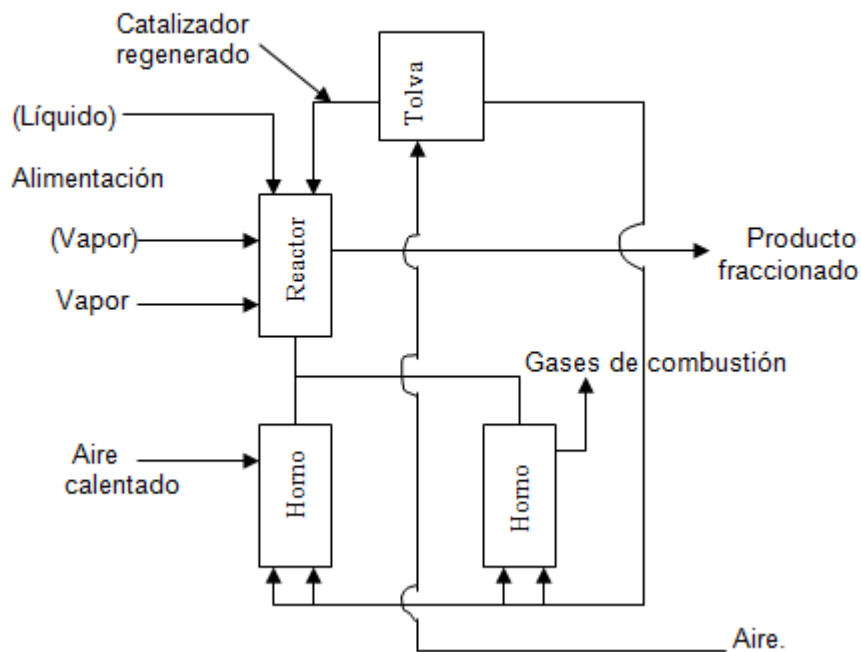 Catalizador
regenerado
Tolva
(Líquido)
Alimentación
(Vapor)
Vapor
Reactor
Producto
fraccionado
Gases de combustión
Aire
calentado
Horno
Horno
Aire.